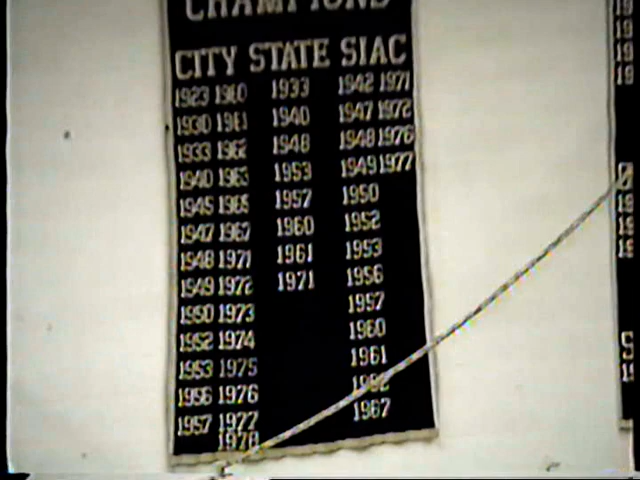 CHAMPIONS
CITY STATE SIAC
1923 1960 1933 1942 1971
1930 1961 1940 1947 1972
1933 1962 1948 1948 1976
1940 1963 1953 1949 1977
1945 1965 1957 1950
1947 1967 1960 1952
1948 1971 1961 1953
1949 1972 1971 1956
1950 1973 1957
1952 1974 1960
1953 1975 1961
1956 1976 1962
1957 1977 1967
1978